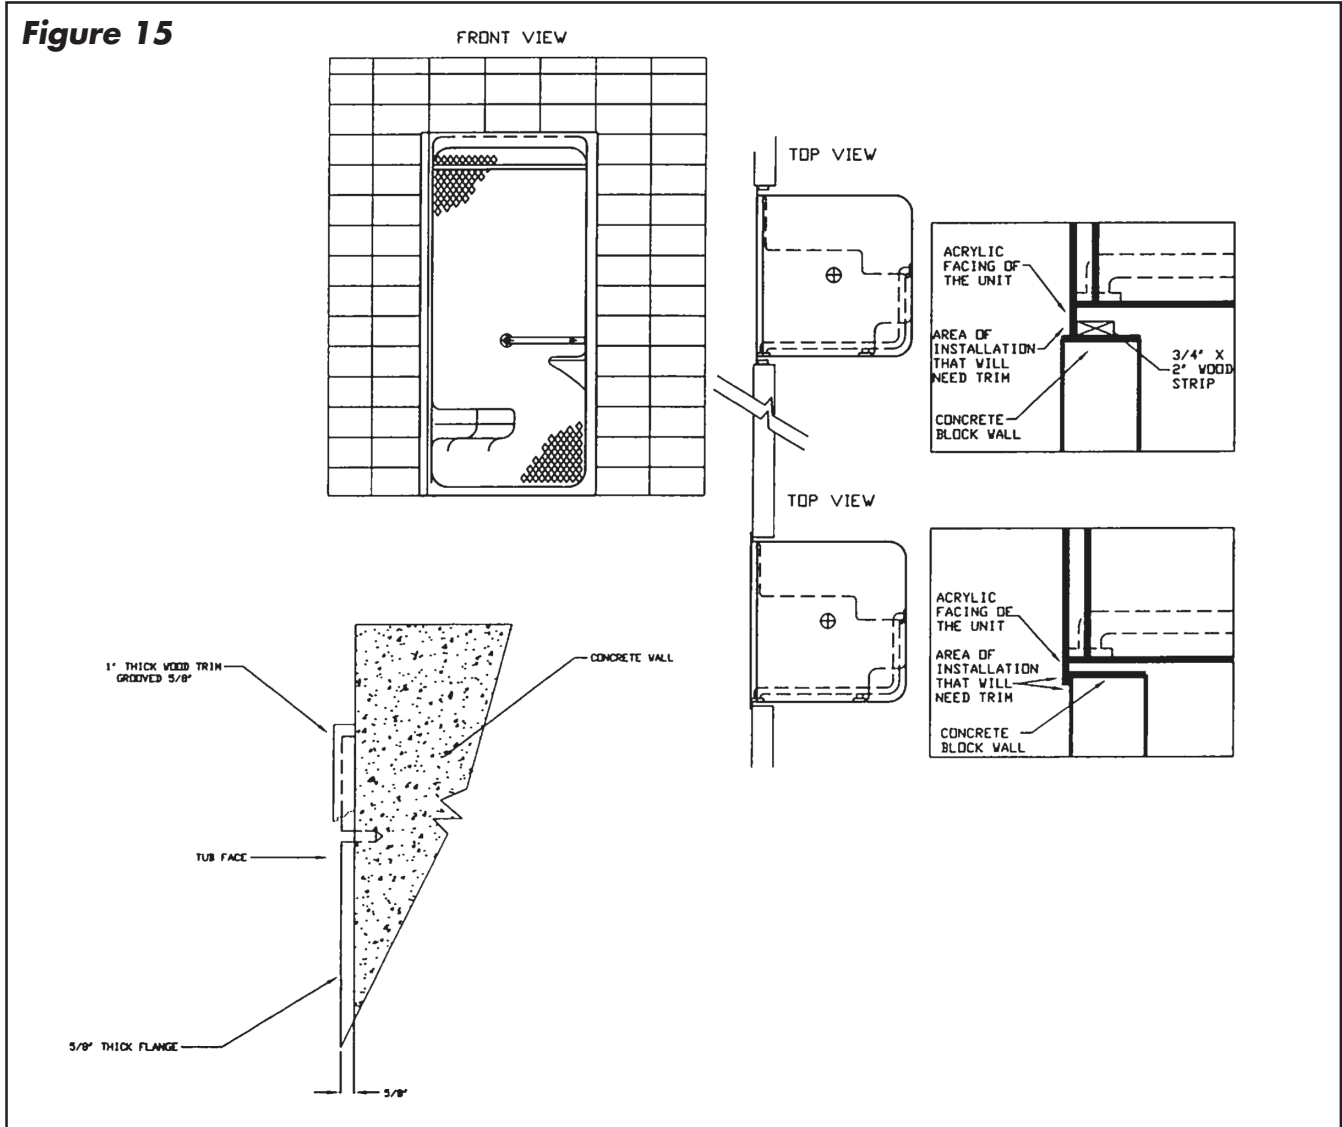 Figure 15
FRONT VIEW
TOP VIEW
ACRYLIC
FACING OF
THE UNIT
AREA OF
INSTALLATION
THAT WILL
NEED TRIM
3/4" X
2" WOOD
STRIP
CONCRETE
BLOCK WALL
TOP VIEW
ACRYLIC
FACING OF
THE UNIT
AREA OF
INSTALLATION
THAT WILL
NEED TRIM
CONCRETE
BLOCK WALL
1" THICK WOOD TRIM
GROOVED 5/8"
CONCRETE WALL
TUB FACE
5/8" THICK FLANGE
5/8"